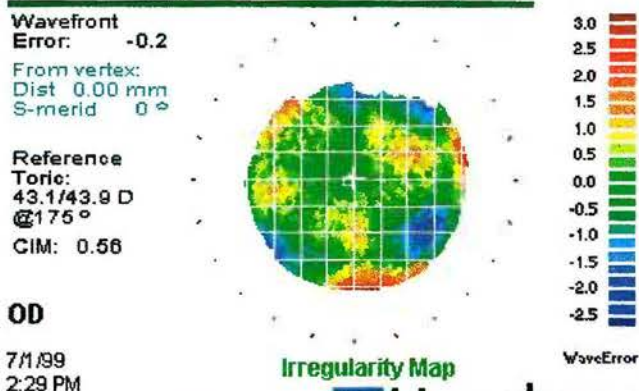 Wavefront
Error: -0.2
From vertex:
Dist 0.00 mm
S-merid 0 º
Reference
Toric:
43.1/43.9 D
@175 º
CIM: 0.56
OD
7/1/99
2:29 PM
Irregularity Map
3.0
2.5
2.0
1.5
1.0
0.5
0.0
-0.5
-1.0
-1.5
-2.0
-2.5
WaveError